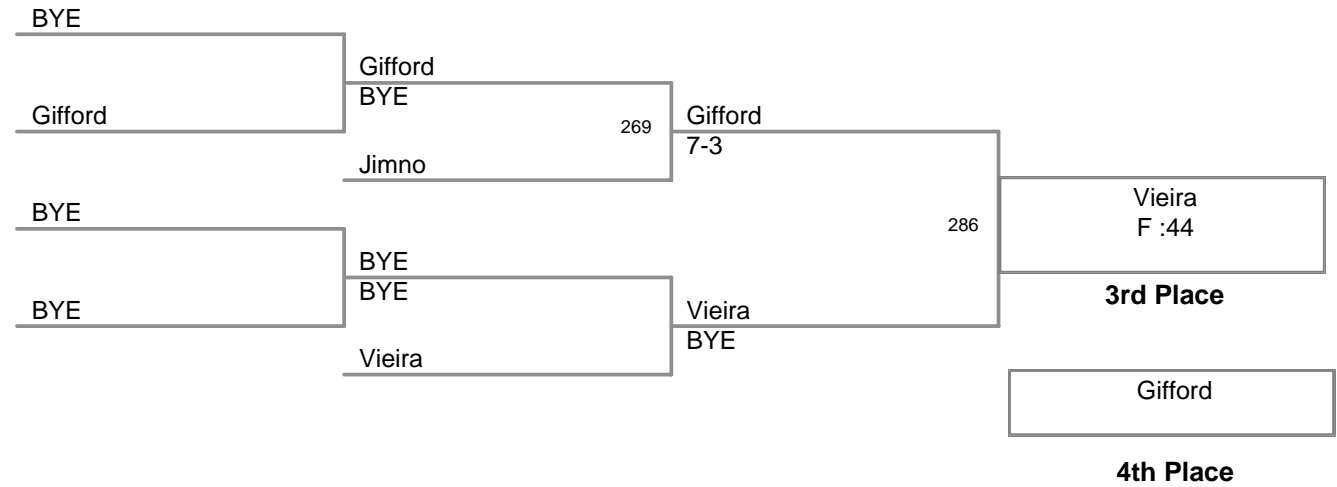 BYE
Gifford
BYE
Gifford
269
Gifford
7-3
Jimno
BYE
286
Vieira
F :44
BYE
BYE
3rd Place
BYE
Vieira
BYE
Vieira
Gifford
4th Place